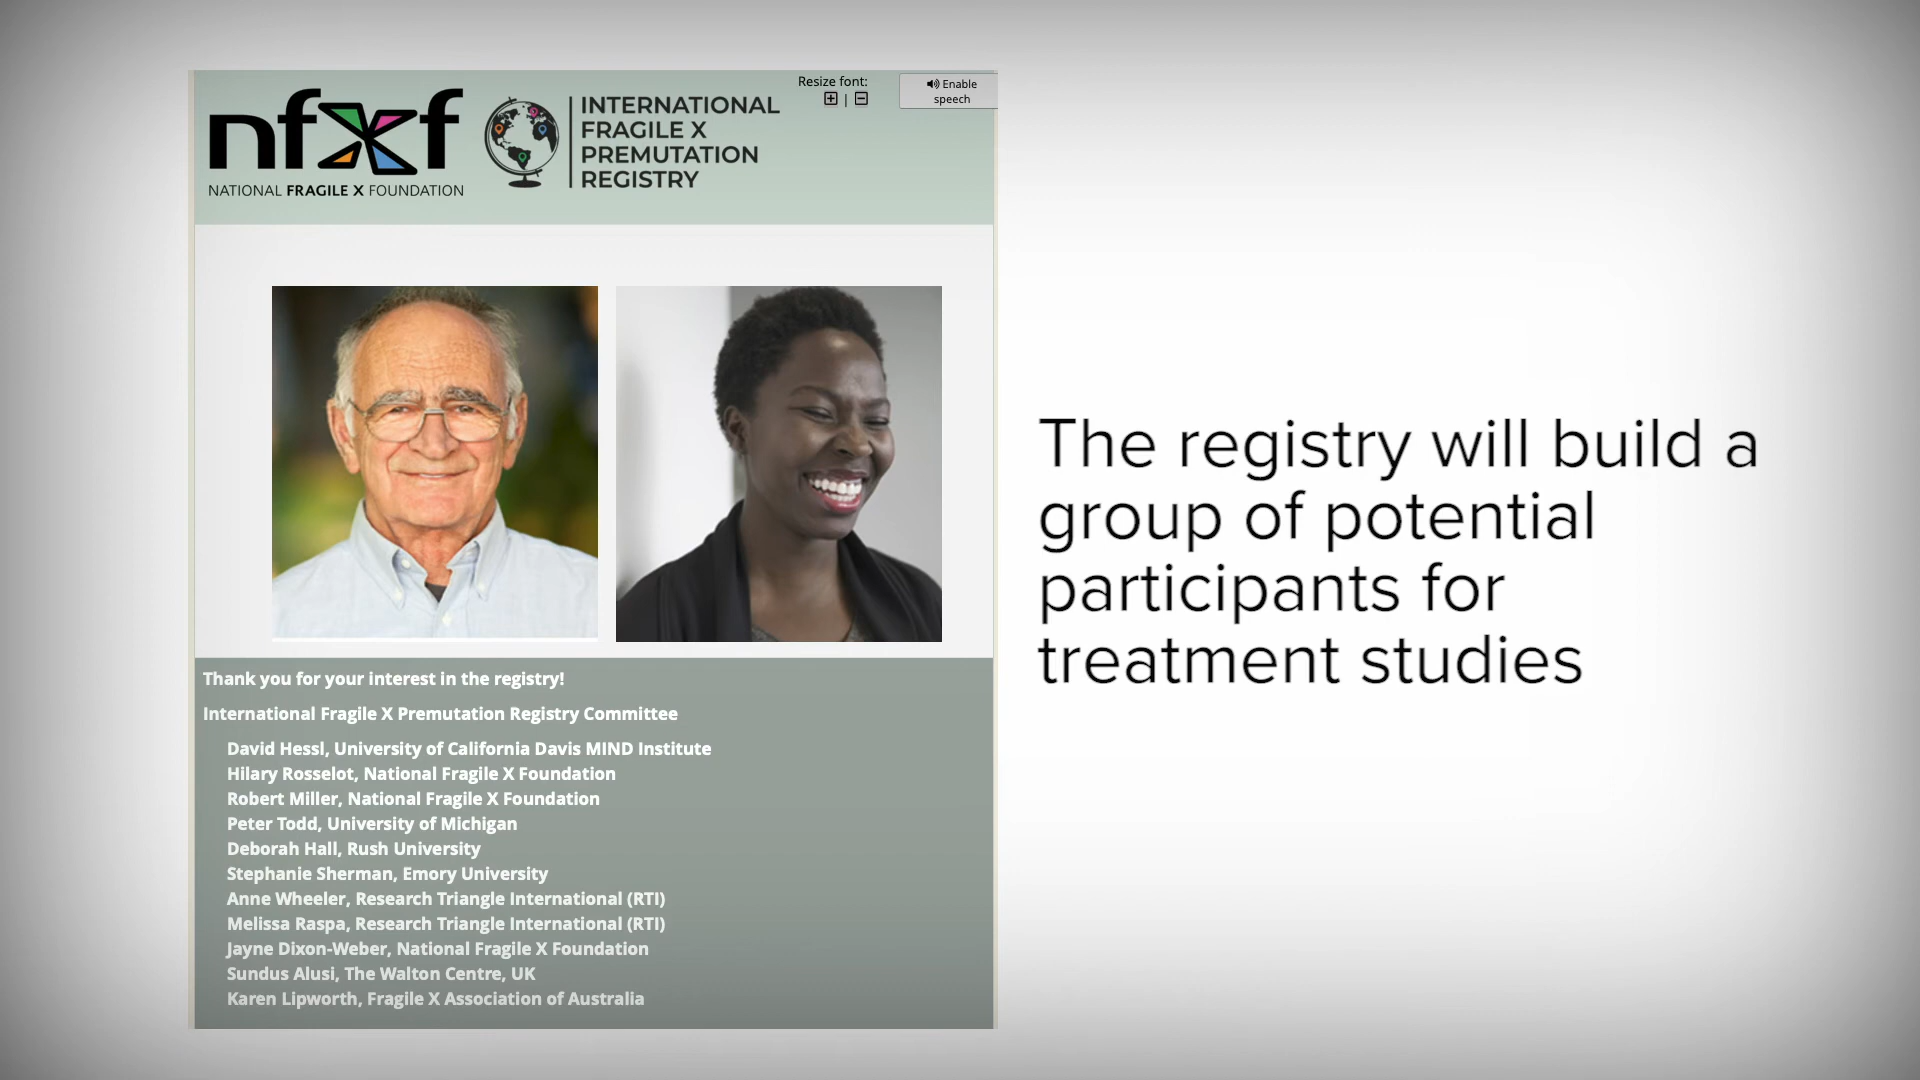 nfxf
NATIONAL FRAGILE X FOUNDATION
INTERNATIONAL
FRAGILE X
PREMUTATION
REGISTRY
Resize font:
+ | −
Enable
speech
The registry will build a
group of potential
participants for
treatment studies
Thank you for your interest in the registry!
International Fragile X Premutation Registry Committee
David Hessl, University of California Davis MIND Institute
Hilary Rosselot, National Fragile X Foundation
Robert Miller, National Fragile X Foundation
Peter Todd, University of Michigan
Deborah Hall, Rush University
Stephanie Sherman, Emory University
Anne Wheeler, Research Triangle International (RTI)
Melissa Raspa, Research Triangle International (RTI)
Jayne Dixon-Weber, National Fragile X Foundation
Sundus Alusi, The Walton Centre, UK
Karen Lipworth, Fragile X Association of Australia